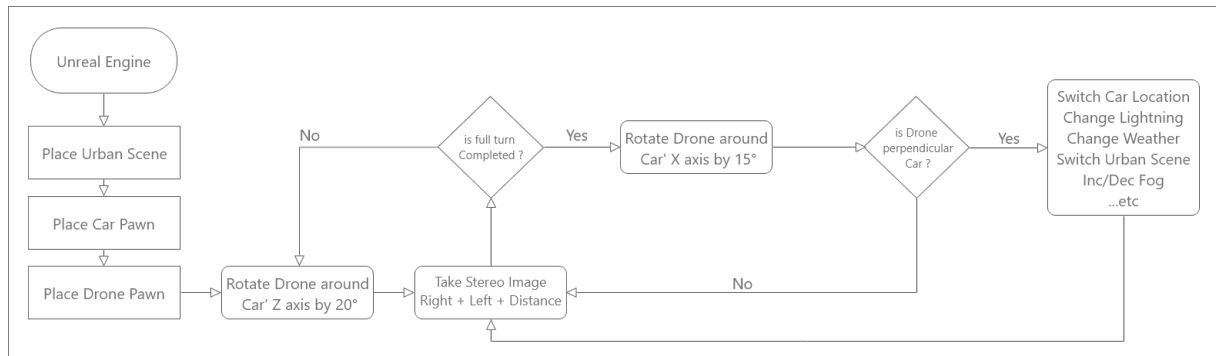 Unreal Engine
Place Urban Scene
Place Car Pawn
Place Drone Pawn
Rotate Drone around
Car' Z axis by 20°
Take Stereo Image
Right + Left + Distance
No
is full turn
Completed ?
Yes
Rotate Drone around
Car' X axis by 15°
is Drone
perpendicular
Car ?
No
Yes
Switch Car Location
Change Lightning
Change Weather
Switch Urban Scene
Inc/Dec Fog
...etc